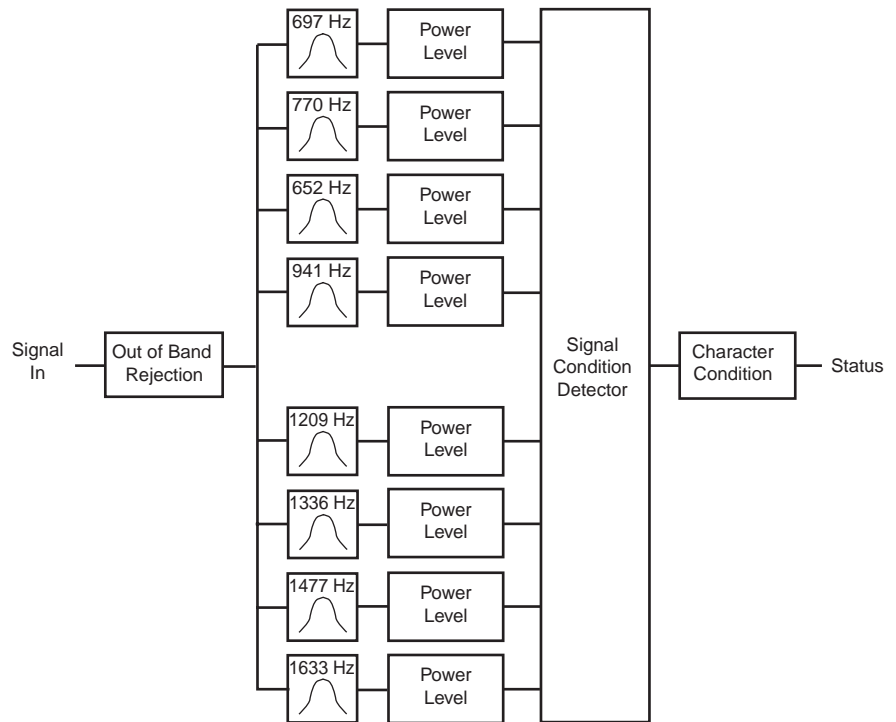 697 Hz
Power
Level
770 Hz
Power
Level
652 Hz
Power
Level
941 Hz
Power
Level
Signal
In
Out of Band
Rejection
Signal
Condition
Detector
Character
Condition
Status
1209 Hz
Power
Level
1336 Hz
Power
Level
1477 Hz
Power
Level
1633 Hz
Power
Level